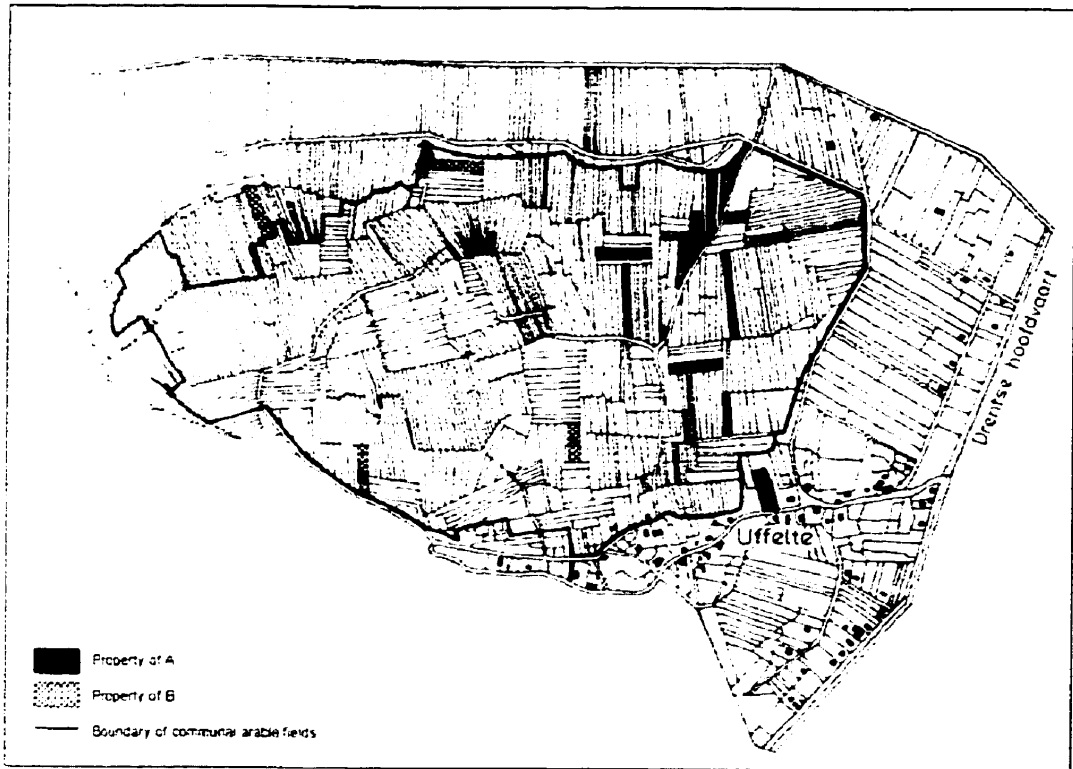 Drentse hoofdvaart
Uffelte
Property of A
Property of B
Boundary of communal arable fields